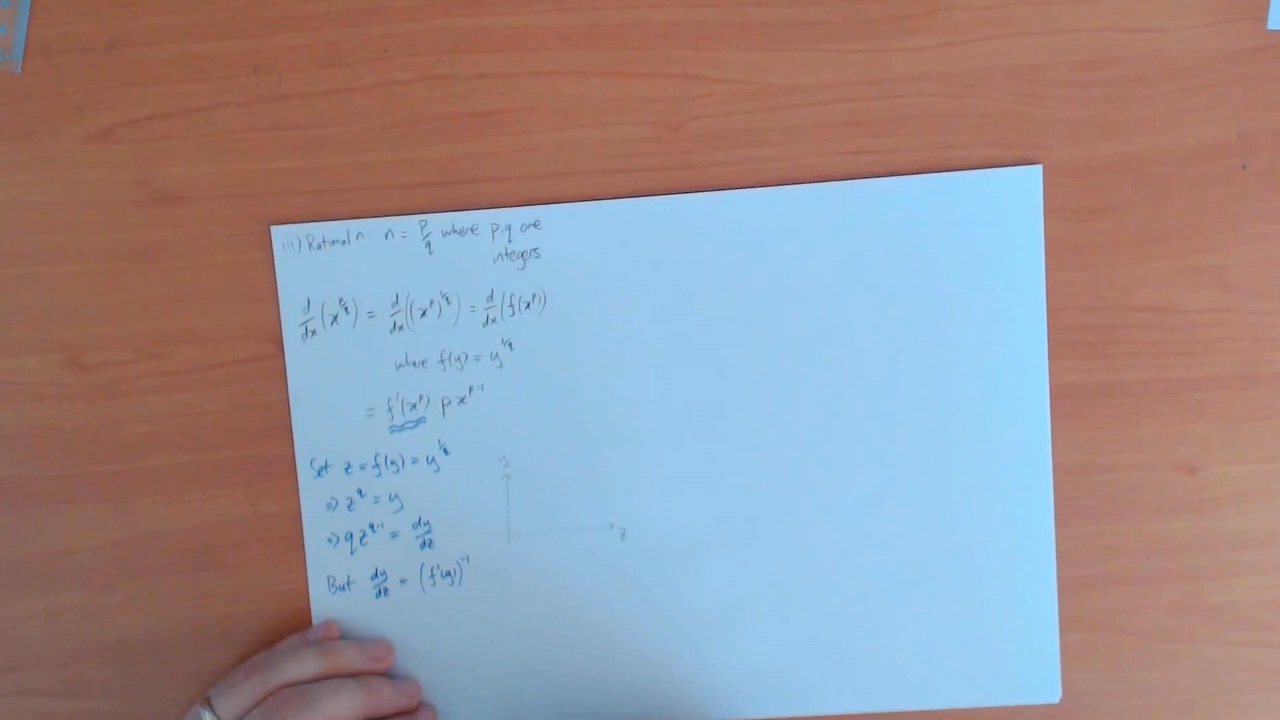 iii) Rational n: n = p/q where p,q are
integers
d/dx (x^(p/q)) = d/dx ((x^p)^(1/q)) = d/dx (f(x^p))
where f(y) = y^(1/q)
= f'(x^p) · p x^(p-1)
Set z = f(y) = y^(1/q)
⇒ z^q = y
⇒ q z^(q-1) = dy/dz
But dy/dz = (f'(y))^(-1)
y
z